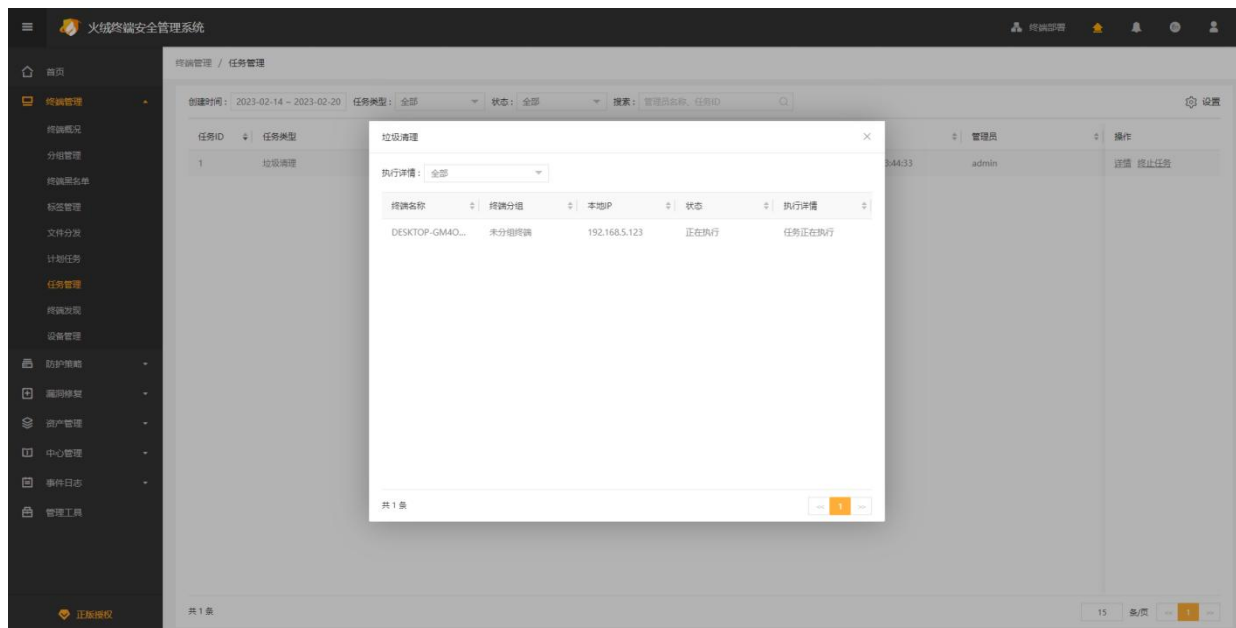 火绒终端安全管理系统
终端部署
首页
终端管理
终端概况
分组管理
终端黑名单
标签管理
文件分发
计划任务
任务管理
终端发现
设备管理
防护策略
漏洞修复
资产管理
中心管理
事件日志
管理工具
正版授权
终端管理 / 任务管理
创建时间: 2023-02-14 ~ 2023-02-20 任务类型: 全部 状态: 全部 搜索: 管理员名称、任务ID 设置
任务ID 任务类型 管理员 操作
1 垃圾清理 3:44:33 admin 详情 终止任务
垃圾清理
执行详情: 全部
终端名称 终端分组 本地IP 状态 执行详情
DESKTOP-GM4O... 未分组终端 192.168.5.123 正在执行 任务正在执行
共 1 条 1
共 1 条 15 条/页 1